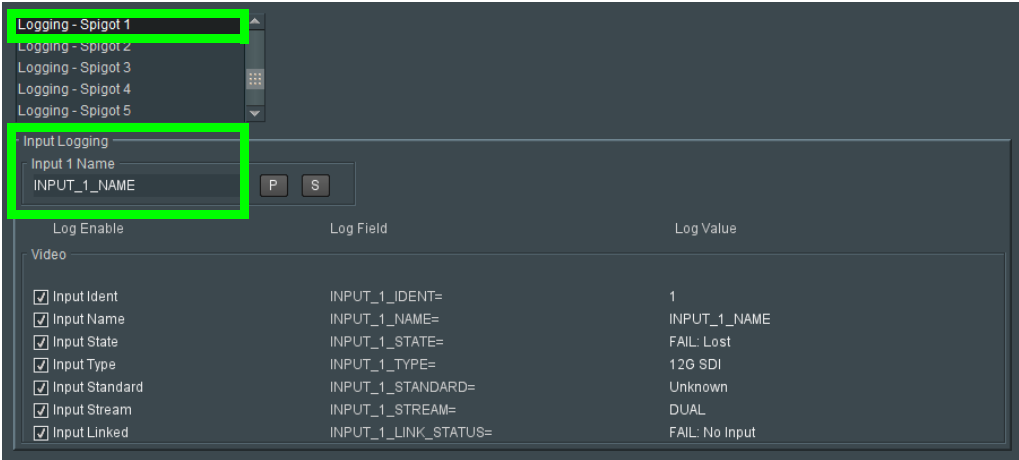 Logging - Spigot 1
Logging - Spigot 2
Logging - Spigot 3
Logging - Spigot 4
Logging - Spigot 5
Input Logging
Input 1 Name
INPUT_1_NAME P S
Log Enable Log Field Log Value
Video
Input Ident INPUT_1_IDENT= 1
Input Name INPUT_1_NAME= INPUT_1_NAME
Input State INPUT_1_STATE= FAIL: Lost
Input Type INPUT_1_TYPE= 12G SDI
Input Standard INPUT_1_STANDARD= Unknown
Input Stream INPUT_1_STREAM= DUAL
Input Linked INPUT_1_LINK_STATUS= FAIL: No Input